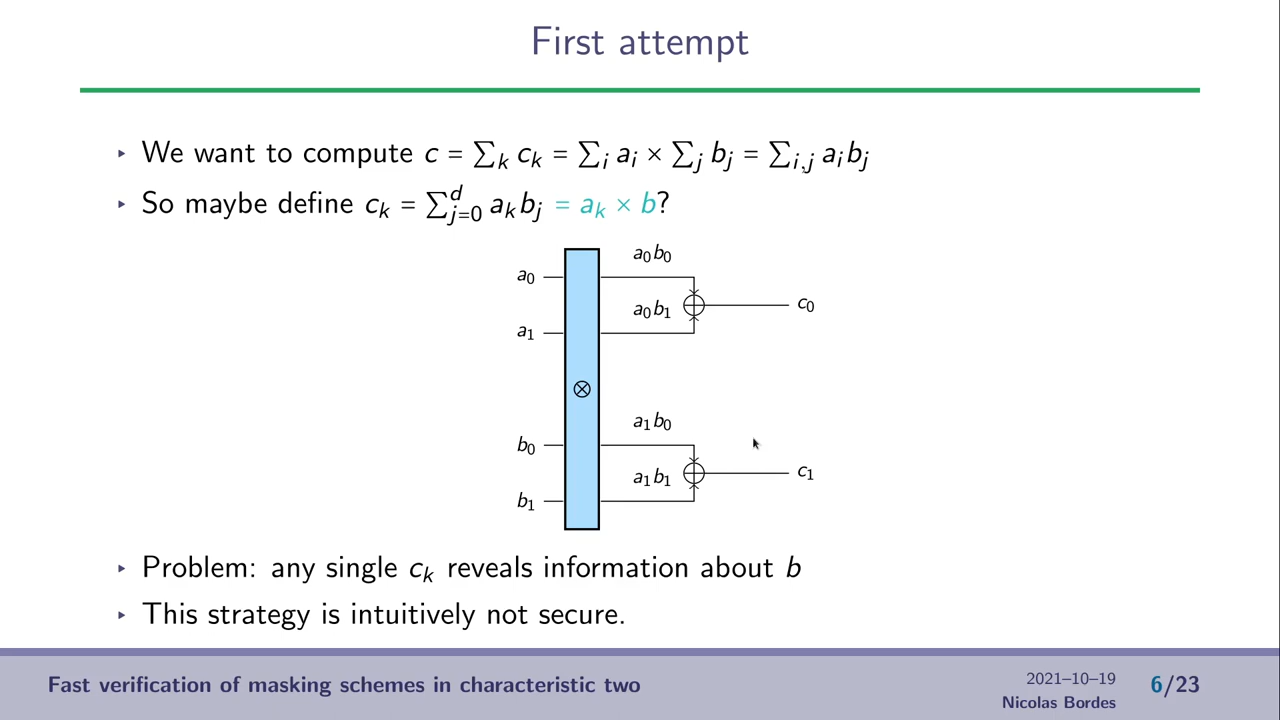 First attempt
▸ We want to compute c = ∑ₖ cₖ = ∑ᵢ aᵢ × ∑ⱼ bⱼ = ∑ᵢ,ⱼ aᵢbⱼ
▸ So maybe define cₖ = ∑ᵈⱼ₌₀ aₖbⱼ = aₖ × b?
a₀b₀
a₀
a₀b₁
c₀
a₁
⊗
a₁b₀
b₀
a₁b₁
c₁
b₁
▸ Problem: any single cₖ reveals information about b
▸ This strategy is intuitively not secure.
Fast verification of masking schemes in characteristic two
2021–10–19
Nicolas Bordes
6/23